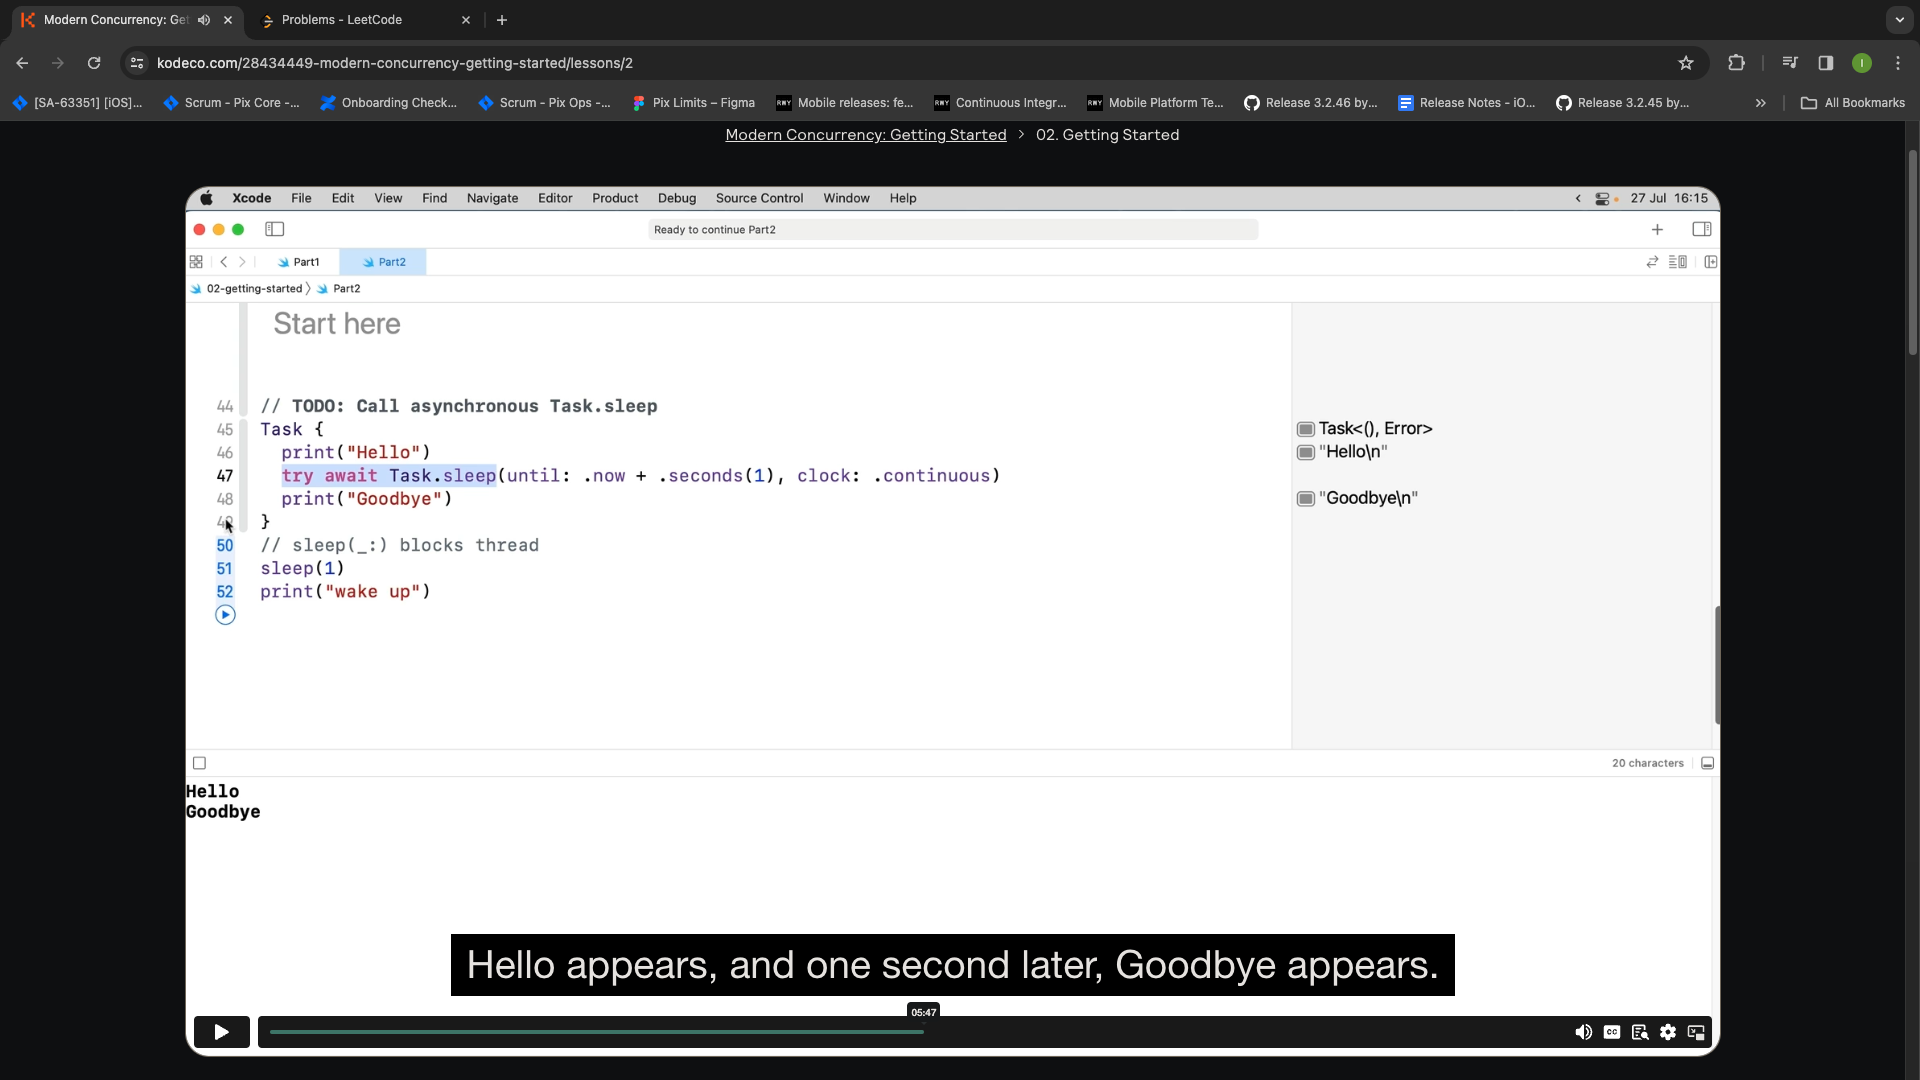 Modern Concurrency: Get
Problems - LeetCode
kodeco.com/28434449-modern-concurrency-getting-started/lessons/2
I
[SA-63351] [iOS]...
Scrum - Pix Core -...
Onboarding Check...
Scrum - Pix Ops -...
Pix Limits – Figma
Mobile releases: fe...
Continuous Integr...
Mobile Platform Te...
Release 3.2.46 by...
Release Notes - iO...
Release 3.2.45 by...
All Bookmarks
Modern Concurrency: Getting Started > 02. Getting Started
Xcode File Edit View Find Navigate Editor Product Debug Source Control Window Help
27 Jul 16:15
Ready to continue Part2
Part1
Part2
02-getting-started Part2
Start here
44 // TODO: Call asynchronous Task.sleep
45 Task {
Task<(), Error>
46 print("Hello")
"Hello\n"
47 try await Task.sleep(until: .now + .seconds(1), clock: .continuous)
48 print("Goodbye")
"Goodbye\n"
49 }
50 // sleep(_:) blocks thread
51 sleep(1)
52 print("wake up")
20 characters
Hello
Goodbye
Hello appears, and one second later, Goodbye appears.
05:47
CC